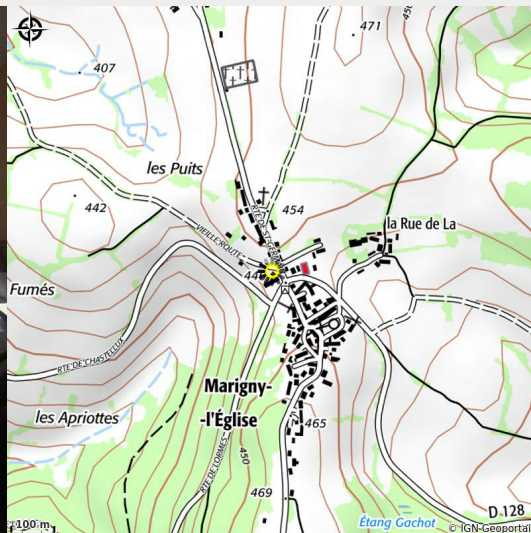 471
450
407
les Puits
442
454
la Rue de La
VIEILLE ROUTE
Fumés
RTE DE CHASTELLUX
Marigny-
-l'Église
les Apriottes
465
RTE DE LORMES
450
469
D 128
100 m
Étang Gachot
© IGN-Geoportail